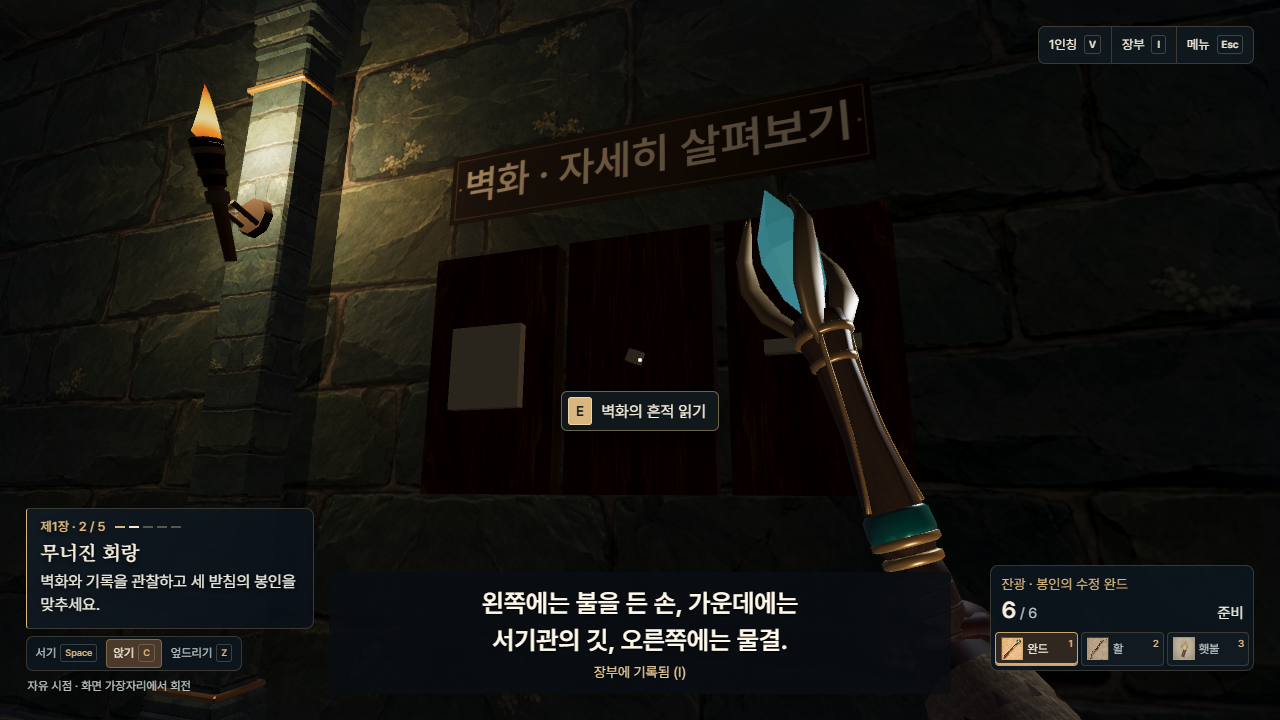 1인칭 V 장부 I 메뉴 Esc
벽화 · 자세히 살펴보기
E 벽화의 흔적 읽기
제1장 · 2 / 5
무너진 회랑
벽화와 기록을 관찰하고 세 받침의 봉인을
맞추세요.
서기 Space 앉기 C 엎드리기 Z
자유 시점 · 화면 가장자리에서 회전
왼쪽에는 불을 든 손, 가운데에는
서기관의 깃, 오른쪽에는 물결.
장부에 기록됨 (I)
잔광 · 봉인의 수정 완드
6 / 6 준비
완드 1 활 2 횃불 3